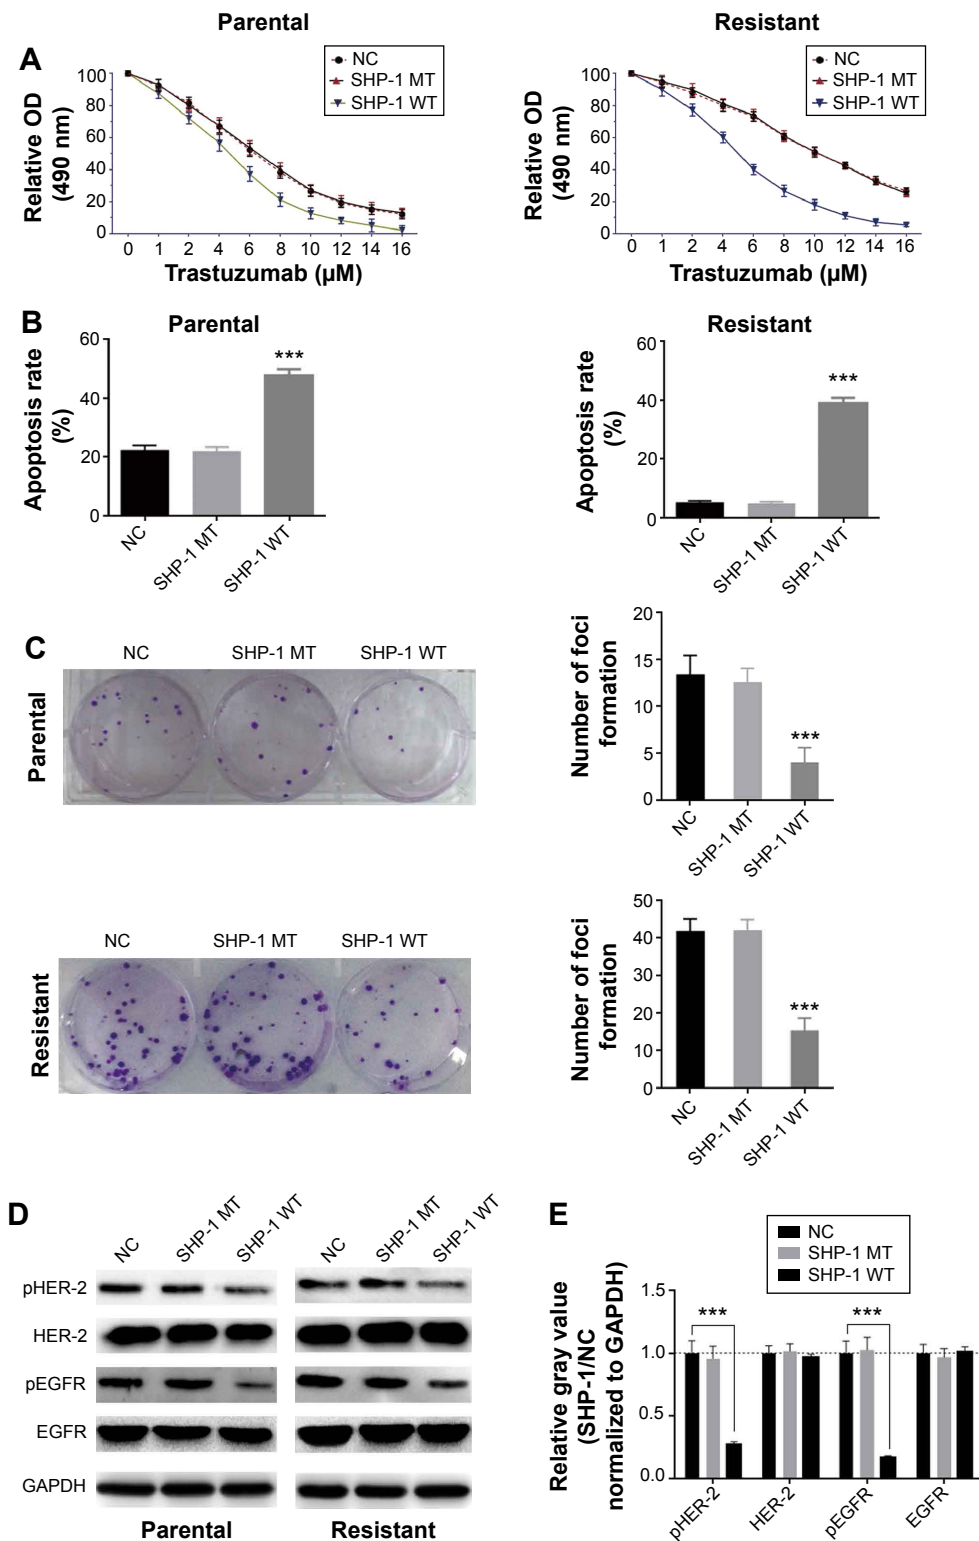 Parental
Resistant
A
NC
SHP-1 MT
SHP-1 WT
Relative OD
(490 nm)
100
80
60
40
20
0
0 1 2 4 6 8 10 12 14 16
Trastuzumab (µM)
NC
SHP-1 MT
SHP-1 WT
Relative OD
(490 nm)
100
80
60
40
20
0
0 1 2 4 6 8 10 12 14 16
Trastuzumab (µM)
B
Parental
Apoptosis rate
(%)
60
40
20
0
***
NC
SHP-1 MT
SHP-1 WT
Resistant
Apoptosis rate
(%)
60
40
20
0
***
NC
SHP-1 MT
SHP-1 WT
C
NC SHP-1 MT SHP-1 WT
Parental
Number of foci
formation
20
15
10
5
0
***
NC
SHP-1 MT
SHP-1 WT
NC SHP-1 MT SHP-1 WT
Resistant
Number of foci
formation
50
40
30
20
10
0
***
NC
SHP-1 MT
SHP-1 WT
D
NC SHP-1 MT SHP-1 WT
NC SHP-1 MT SHP-1 WT
pHER-2
HER-2
pEGFR
EGFR
GAPDH
Parental
Resistant
E
NC
SHP-1 MT
SHP-1 WT
Relative gray value
(SHP-1/NC
normalized to GAPDH)
1.5
1.0
0.5
0.0
***
***
pHER-2
HER-2
pEGFR
EGFR